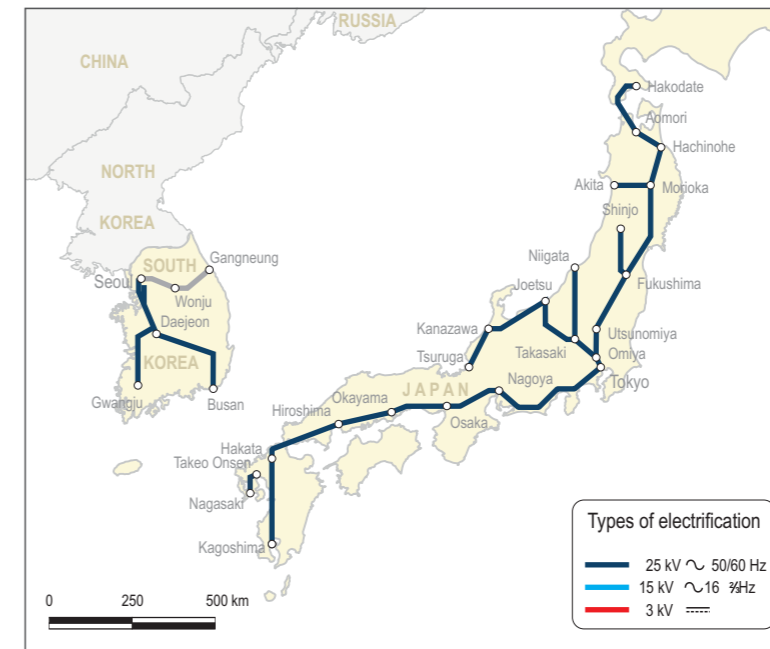 RUSSIA
CHINA
NORTH
KOREA
SOUTH
KOREA
Seoul
Gangneung
Wonju
Daejeon
Gwangju
Busan
Hakodate
Aomori
Hachinohe
Akita
Morioka
Shinjo
Niigata
Fukushima
Joetsu
Kanazawa
Utsunomiya
Takasaki
Omiya
Tsuruga
Tokyo
JAPAN
Nagoya
Okayama
Hiroshima
Osaka
Hakata
Takeo Onsen
Nagasaki
Kagoshima
Types of electrification
25 kV ~ 50/60 Hz
15 kV ~ 16 ⅔Hz
3 kV
0 250 500 km